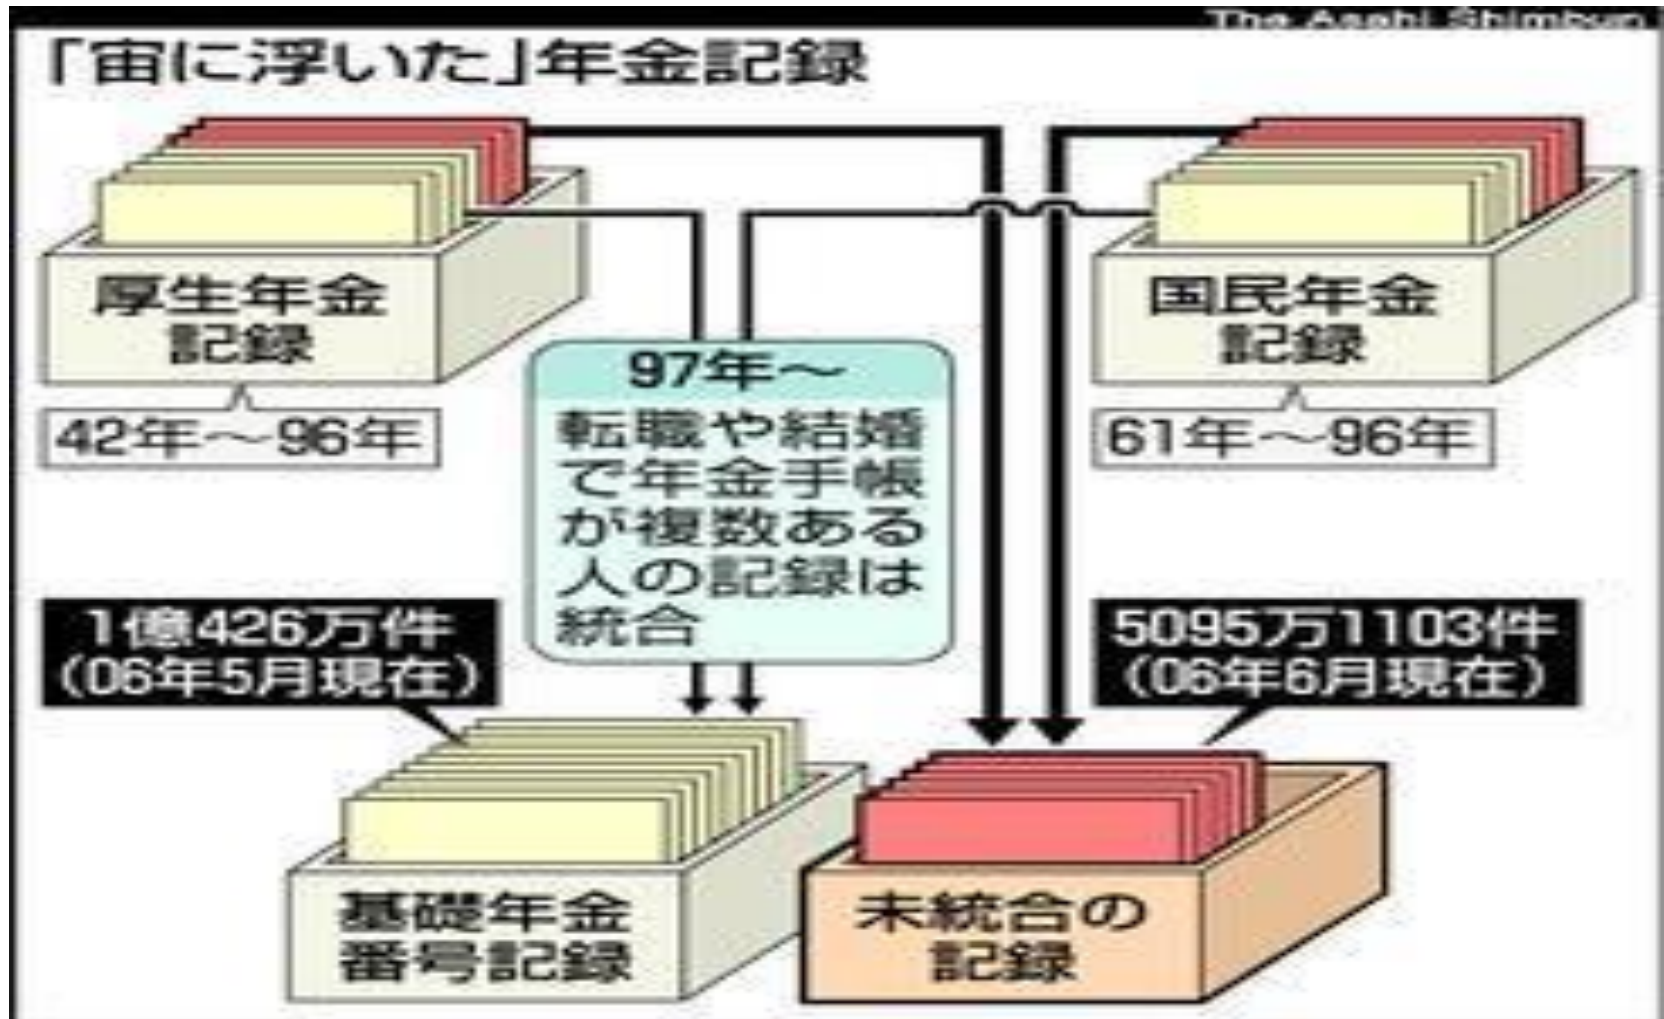 The Asahi Shimbun
「宙に浮いた」年金記録
厚生年金
記録
42年～96年
国民年金
記録
61年～96年
97年～
転職や結婚
で年金手帳
が複数ある
人の記録は
統合
1億426万件
(06年5月現在)
5095万1103件
(06年6月現在)
基礎年金
番号記録
未統合の
記録